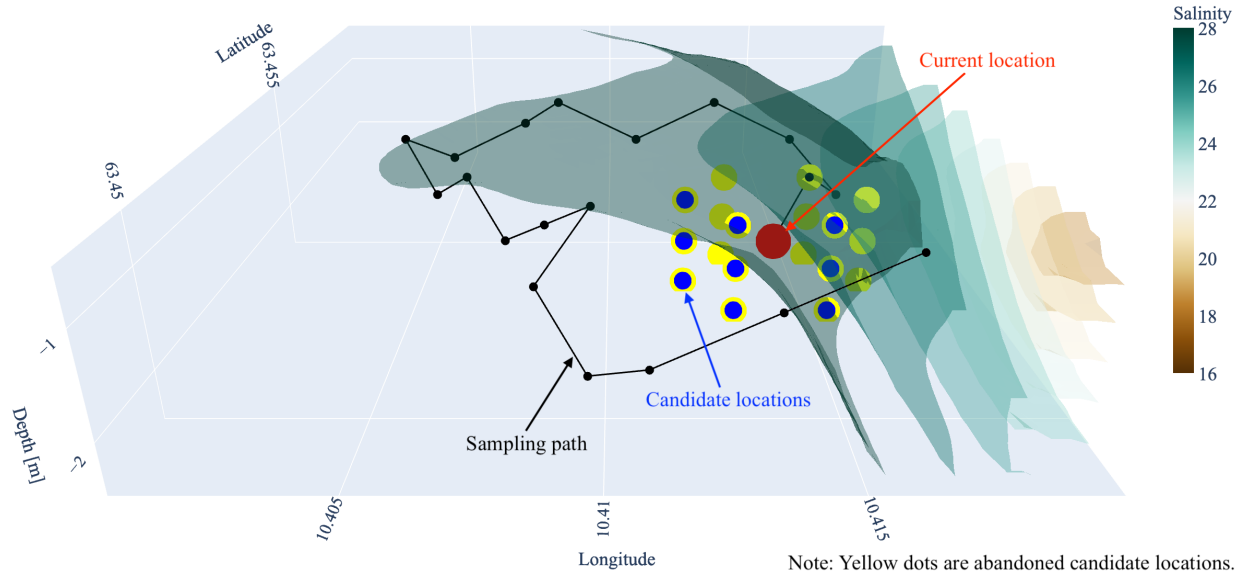 Salinity
28
26
24
22
20
18
16
Latitude
63.455
63.45
Current location
Candidate locations
Sampling path
−1
−2
Depth [m]
10.405
10.41
10.415
Longitude
Note: Yellow dots are abandoned candidate locations.